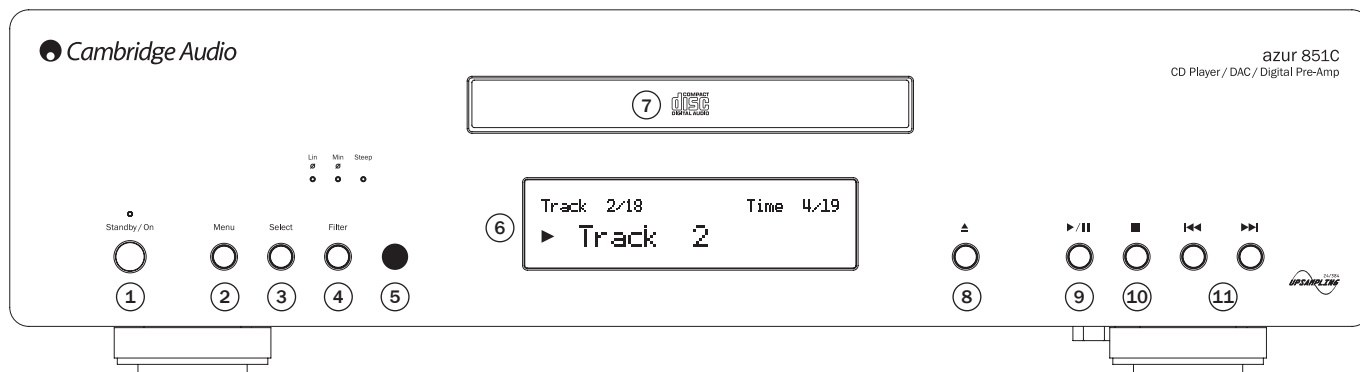 Cambridge Audio
azur 851C
CD Player / DAC / Digital Pre-Amp
7
COMPACT
disc
DIGITAL AUDIO
Lin Min Steep
ø ø
6
Track 2/18 Time 4/19
► Track 2
Standby / On Menu Select Filter
1 2 3 4 5 8 9 10 11
24/384
UPSAMPLING